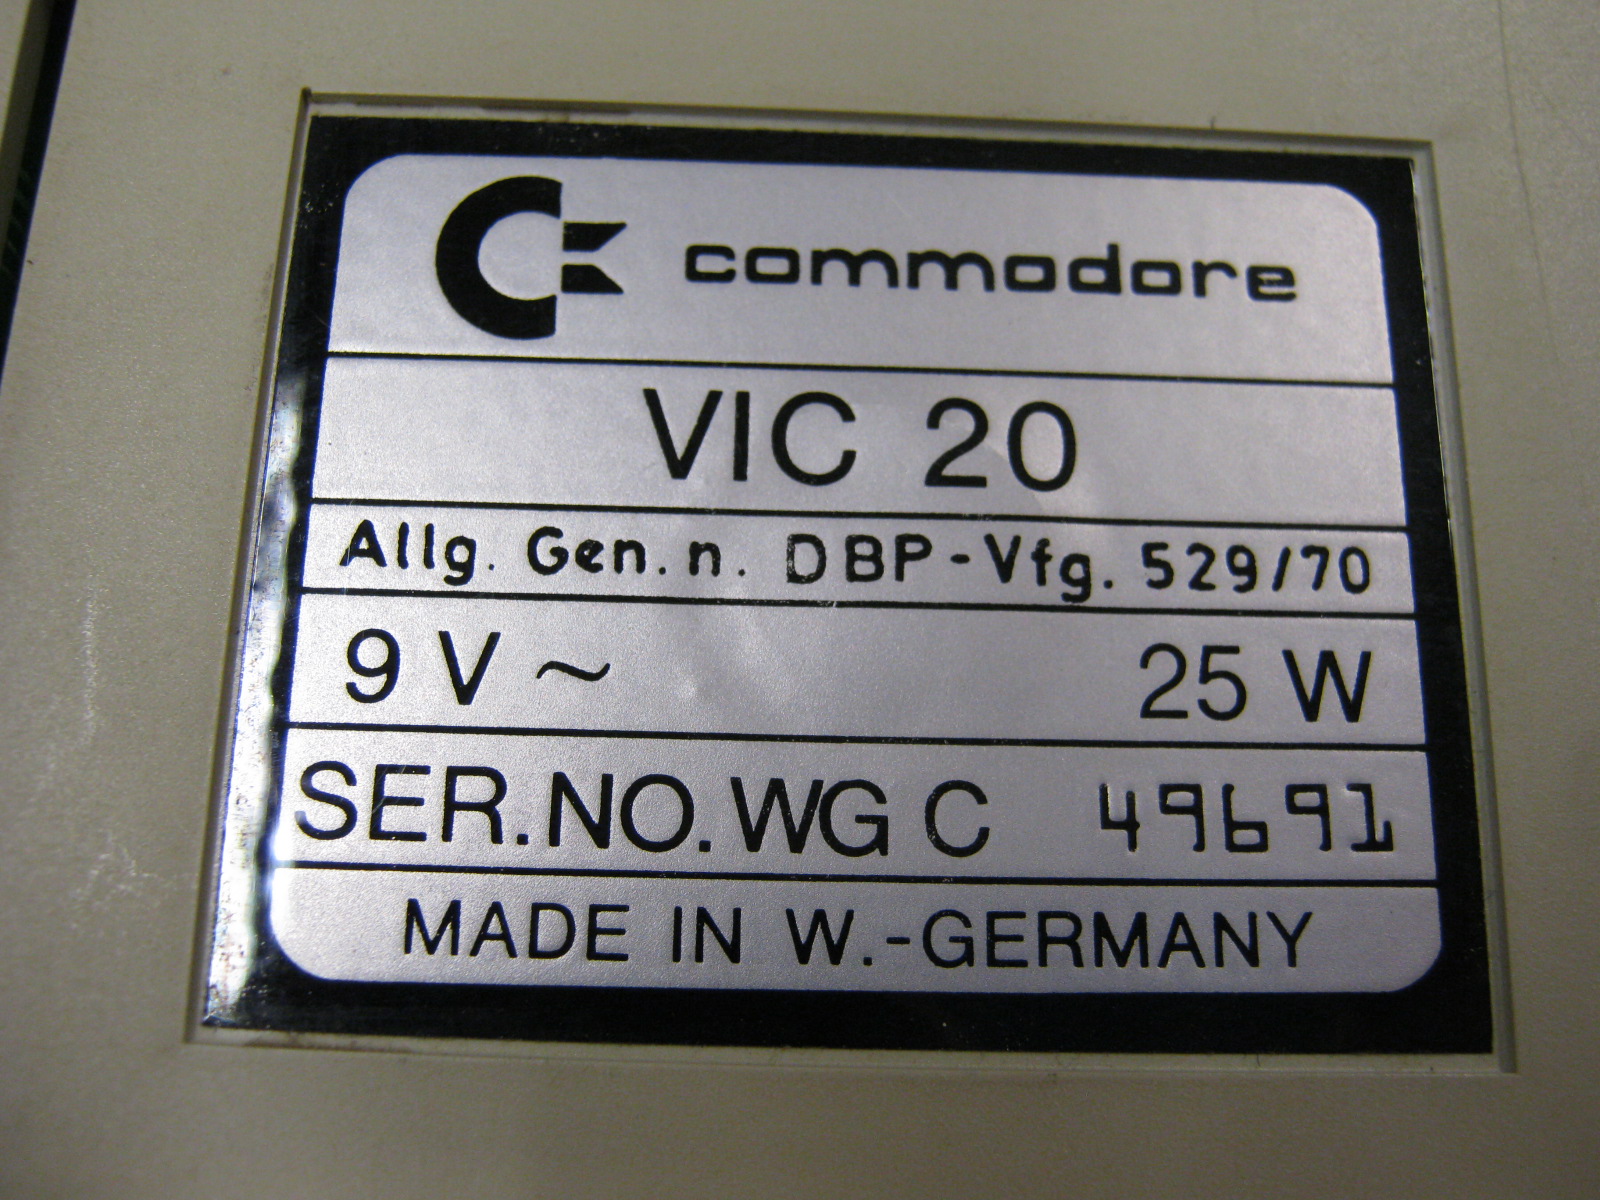 commodore
VIC 20
Allg. Gen. n. DBP-Vfg. 529/70
9 V ~ 25 W
SER.NO. WG C 49691
MADE IN W.-GERMANY